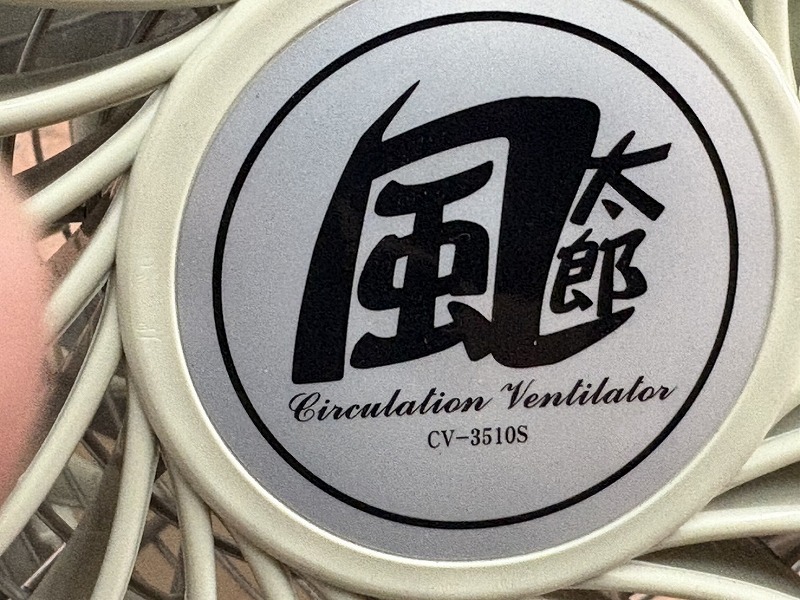 風太郎
Circulation Ventilator
CV-3510S